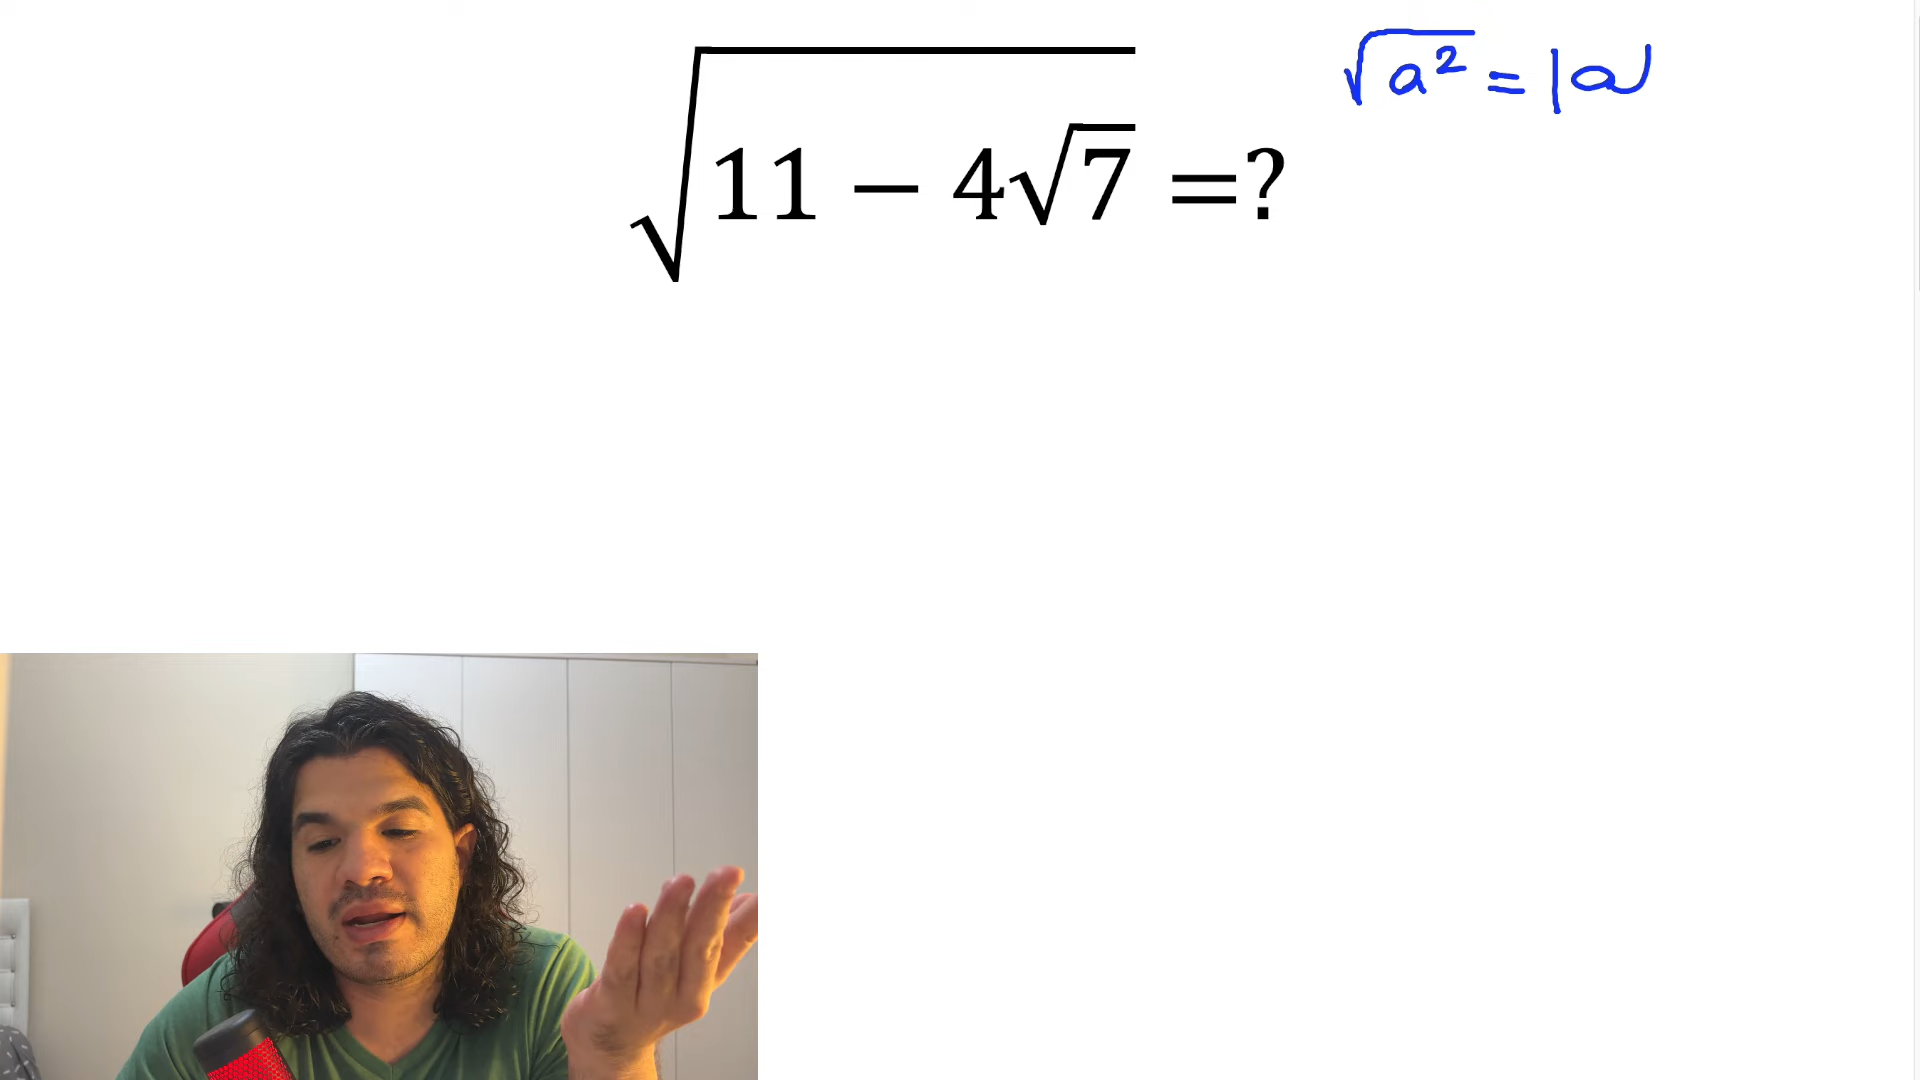 √(11 − 4√7) =?
√a² = |a|